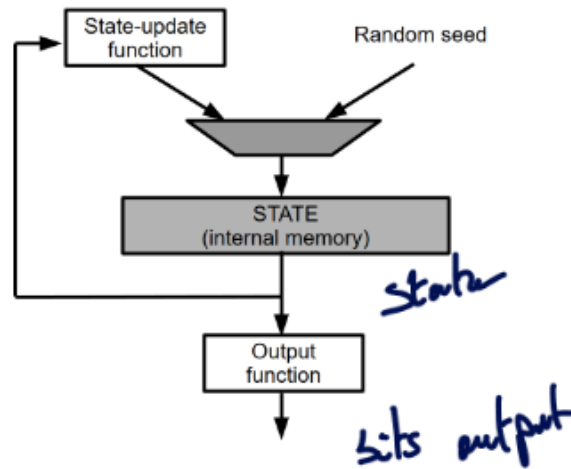 State-update
function
Random seed
STATE
(internal memory)
State
Output
function
bits output